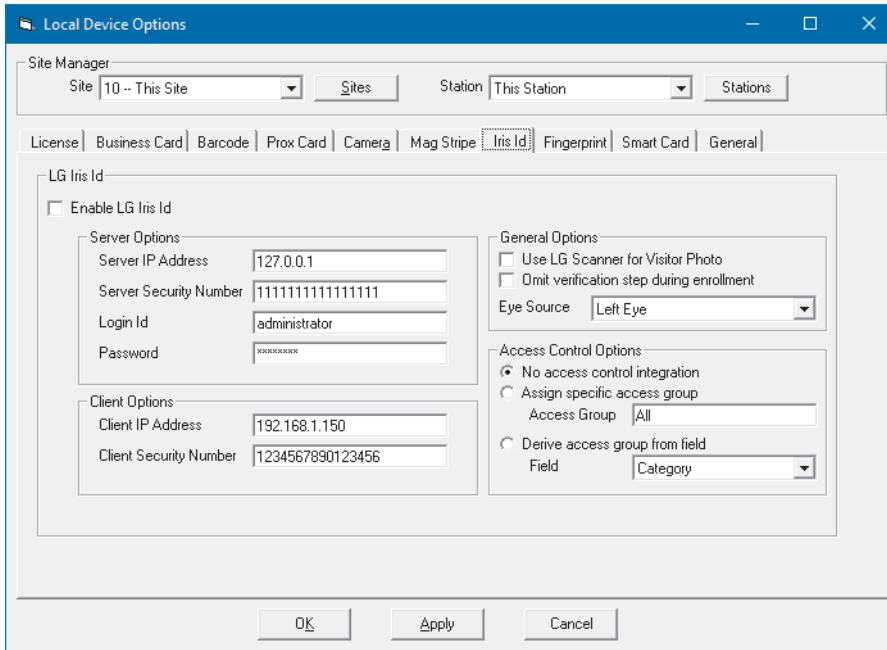 Local Device Options
Site Manager
Site 10 -- This Site Sites Station This Station Stations
License Business Card Barcode Prox Card Camera Mag Stripe Iris Id Fingerprint Smart Card General
LG Iris Id
Enable LG Iris Id
Server Options
Server IP Address 127.0.0.1
Server Security Number 1111111111111111
Login Id administrator
Password ********
Client Options
Client IP Address 192.168.1.150
Client Security Number 1234567890123456
General Options
Use LG Scanner for Visitor Photo
Omit verification step during enrollment
Eye Source Left Eye
Access Control Options
No access control integration
Assign specific access group
Access Group All
Derive access group from field
Field Category
OK Apply Cancel